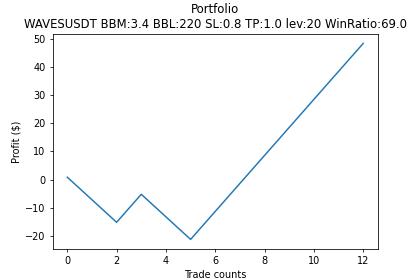 Portfolio
WAVESUSDT BBM:3.4 BBL:220 SL:0.8 TP:1.0 lev:20 WinRatio:69.0
50
40
30
20
10
0
−10
−20
Profit ($)
0 2 4 6 8 10 12
Trade counts